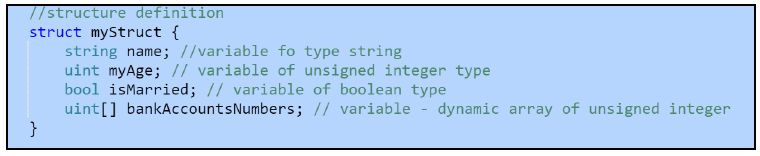 //structure definition
struct myStruct {
string name; //variable fo type string
uint myAge; // variable of unsigned integer type
bool isMarried; // variable of boolean type
uint[] bankAccountsNumbers; // variable - dynamic array of unsigned integer
}